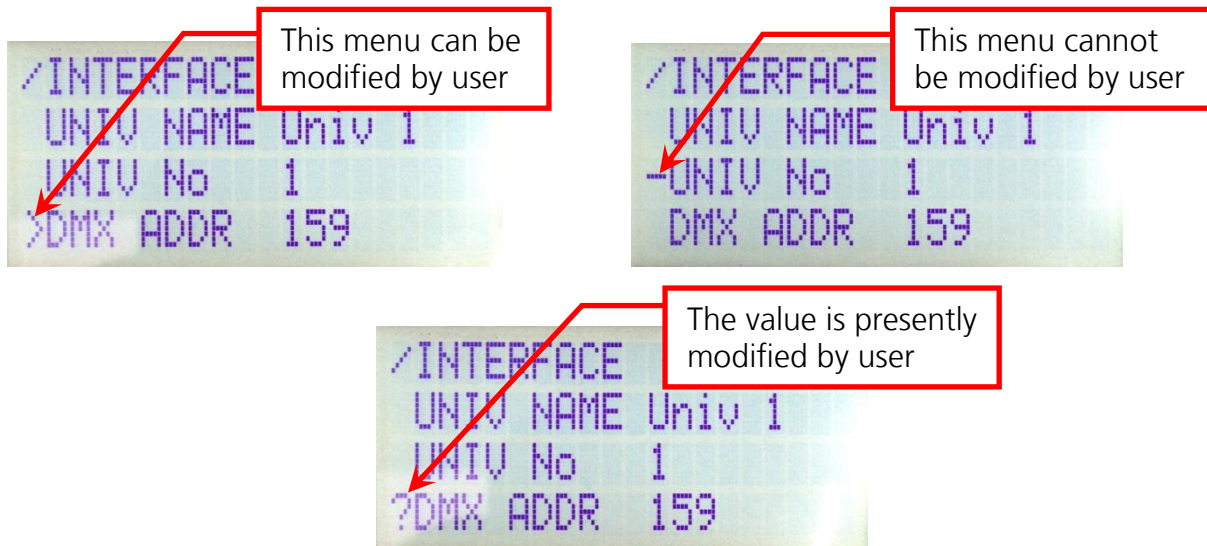 This menu can be
modified by user
/INTERFACE
UNIV NAME Univ 1
UNIV No 1
>DMX ADDR 159
This menu cannot
be modified by user
/INTERFACE
UNIV NAME Univ 1
-UNIV No 1
DMX ADDR 159
The value is presently
modified by user
/INTERFACE
UNIV NAME Univ 1
UNIV No 1
?DMX ADDR 159